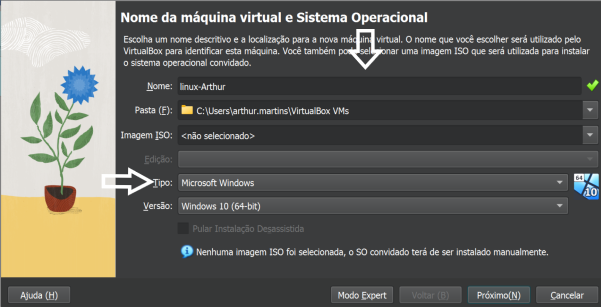 Nome da máquina virtual e Sistema Operacional
Escolha um nome descritivo e a localização para a nova máquina virtual. O nome que você escolher será utilizado pelo
VirtualBox para identificar esta máquina. Você também pode selecionar uma imagem ISO que será utilizada para instalar
o sistema operacional convidado.
Nome: linux-Arthur
Pasta (F): C:\Users\arthur.martins\VirtualBox VMs
Imagem ISO: <não selecionado>
Edição:
Tipo: Microsoft Windows
64
10
Versão: Windows 10 (64-bit)
Pular Instalação Desassistida
Nenhuma imagem ISO foi selecionada, o SO convidado terá de ser instalado manualmente.
Ajuda (H) Modo Expert Voltar (B) Próximo(N) Cancelar